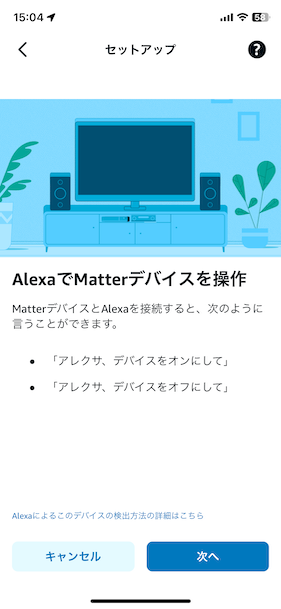 15:04
58
セットアップ
?
AlexaでMatterデバイスを操作
MatterデバイスとAlexaを接続すると、次のように
言うことができます。
• 「アレクサ、デバイスをオンにして」
• 「アレクサ、デバイスをオフにして」
Alexaによるこのデバイスの検出方法の詳細はこちら
キャンセル
次へ